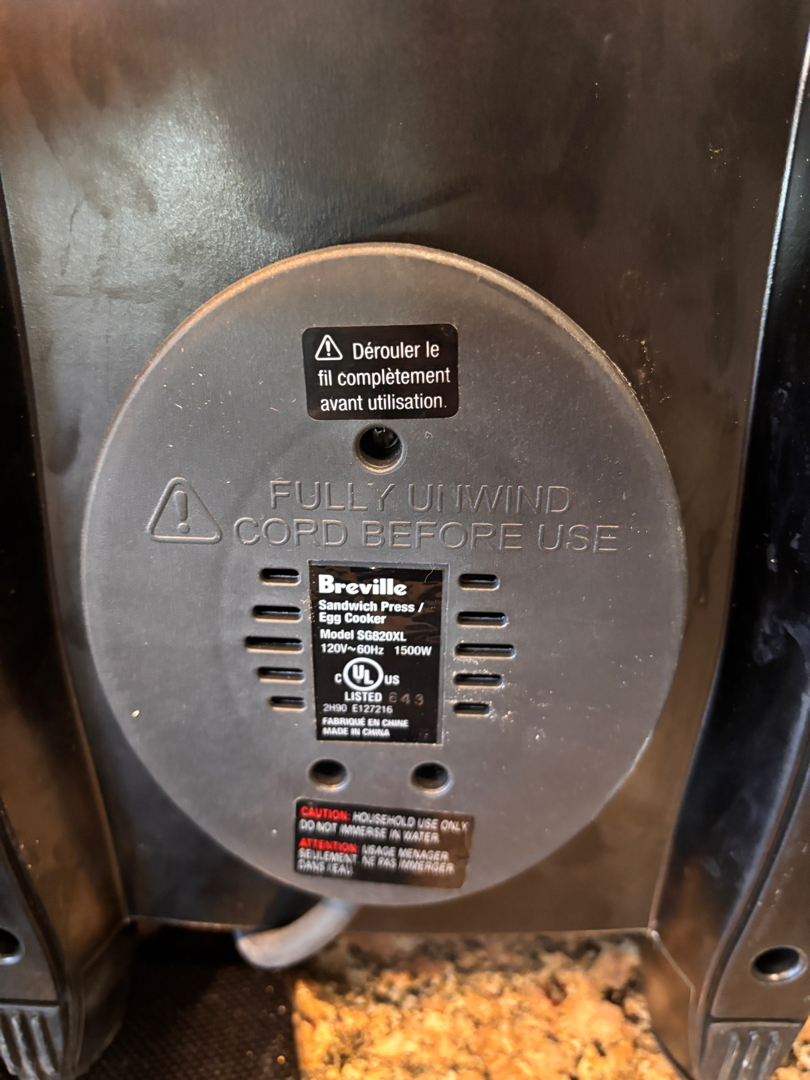 Dérouler le
fil complètement
avant utilisation.
FULLY UNWIND
CORD BEFORE USE
Breville
Sandwich Press /
Egg Cooker
Model SG820XL
120V~60Hz 1500W
C UL US
LISTED 643
2H90 E127216
FABRIQUÉ EN CHINE
MADE IN CHINA
CAUTION: HOUSEHOLD USE ONLY
DO NOT IMMERSE IN WATER
ATTENTION: USAGE MENAGER
SEULEMENT NE PAS IMMERGER
DANS L'EAU